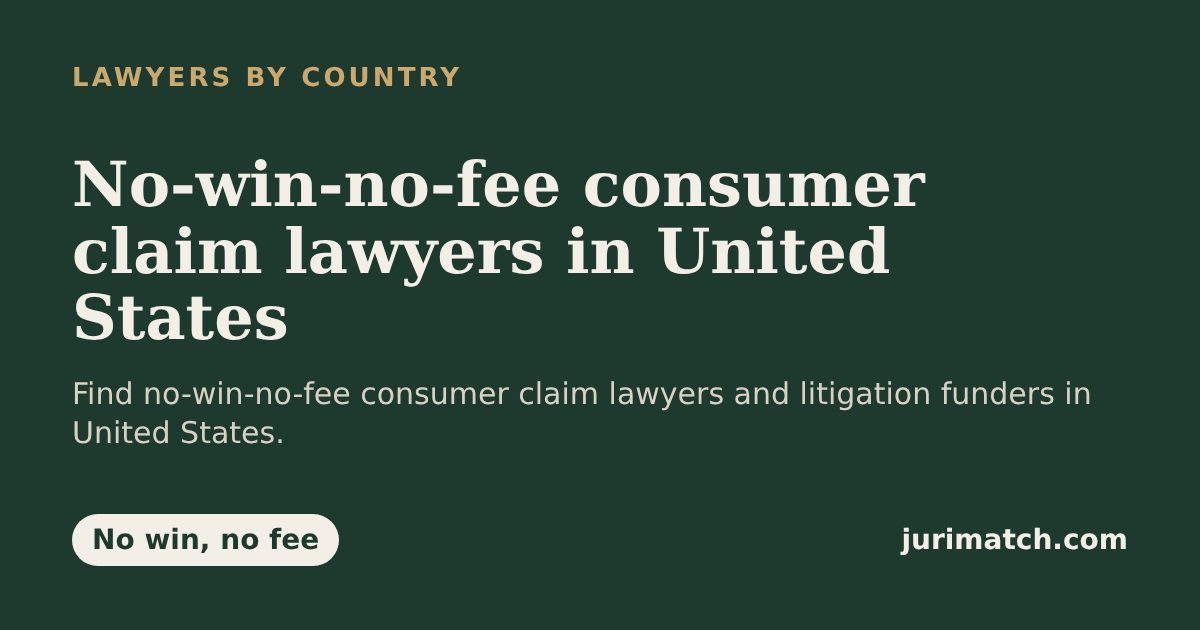 LAWYERS BY COUNTRY
No-win-no-fee consumer
claim lawyers in United
States
Find no-win-no-fee consumer claim lawyers and litigation funders in
United States.
No win, no fee
jurimatch.com